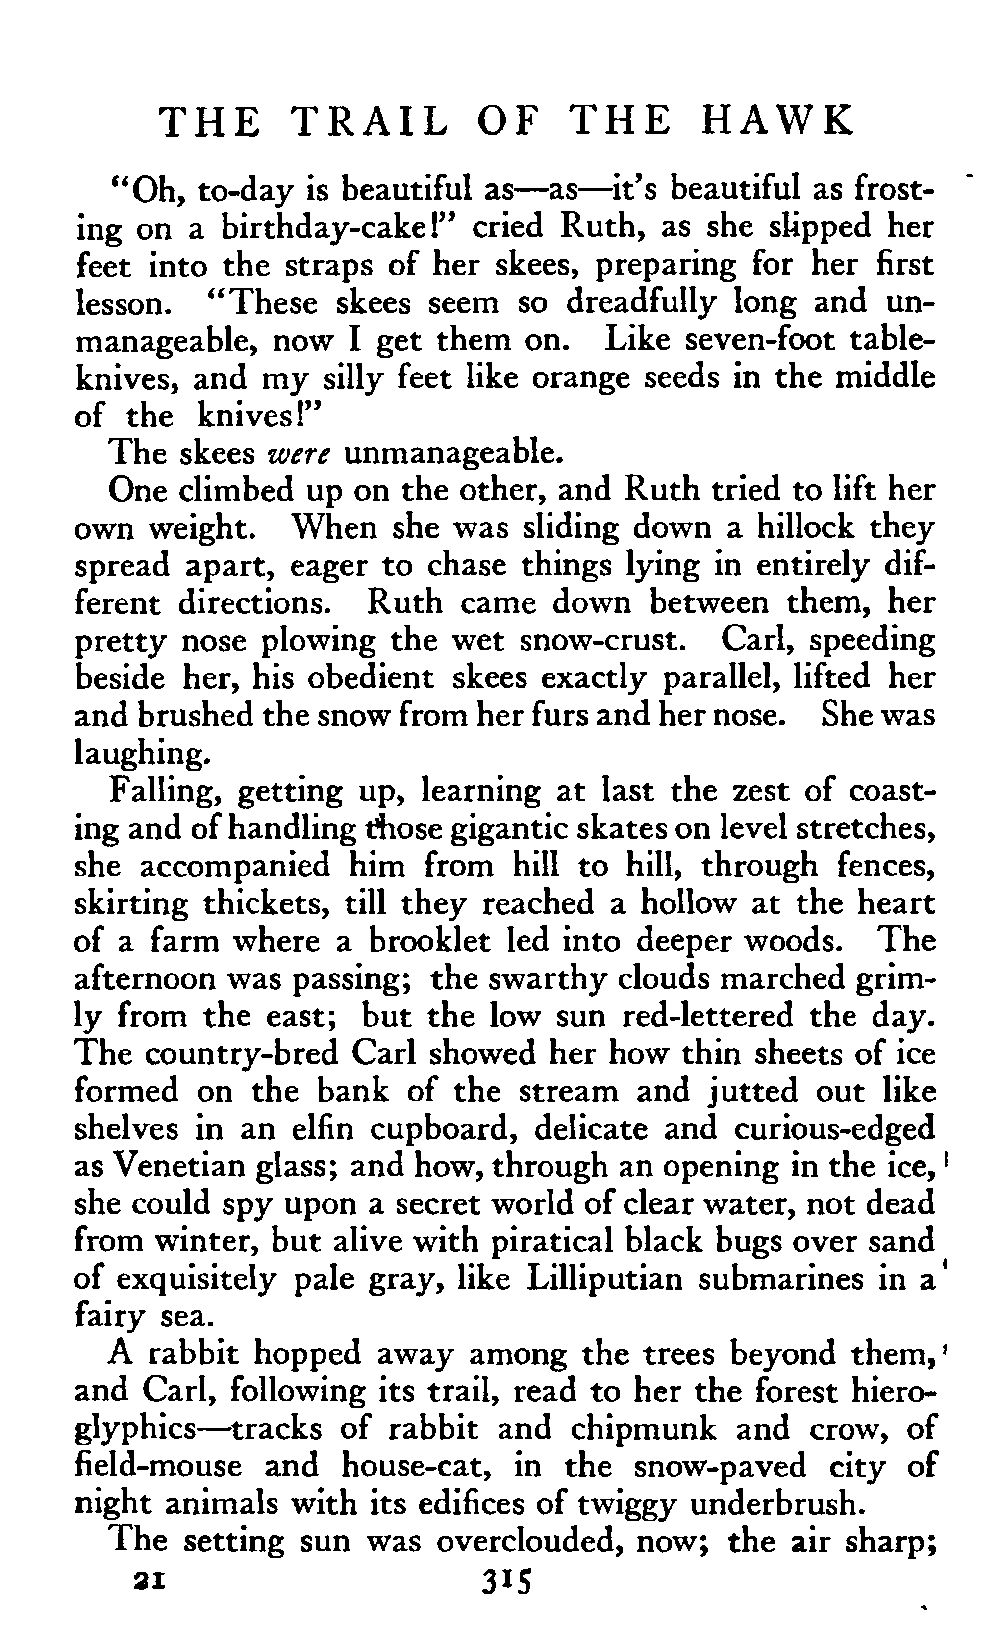 THE TRAIL OF THE HAWK
“Oh, to-day is beautiful as—as—it’s beautiful as frost-
ing on a birthday-cake!” cried Ruth, as she slipped her
feet into the straps of her skees, preparing for her first
lesson. “These skees seem so dreadfully long and un-
manageable, now I get them on. Like seven-foot table-
knives, and my silly feet like orange seeds in the middle
of the knives!”
The skees were unmanageable.
One climbed up on the other, and Ruth tried to lift her
own weight. When she was sliding down a hillock they
spread apart, eager to chase things lying in entirely dif-
ferent directions. Ruth came down between them, her
pretty nose plowing the wet snow-crust. Carl, speeding
beside her, his obedient skees exactly parallel, lifted her
and brushed the snow from her furs and her nose. She was
laughing.
Falling, getting up, learning at last the zest of coast-
ing and of handling those gigantic skates on level stretches,
she accompanied him from hill to hill, through fences,
skirting thickets, till they reached a hollow at the heart
of a farm where a brooklet led into deeper woods. The
afternoon was passing; the swarthy clouds marched grim-
ly from the east; but the low sun red-lettered the day.
The country-bred Carl showed her how thin sheets of ice
formed on the bank of the stream and jutted out like
shelves in an elfin cupboard, delicate and curious-edged
as Venetian glass; and how, through an opening in the ice,
she could spy upon a secret world of clear water, not dead
from winter, but alive with piratical black bugs over sand
of exquisitely pale gray, like Lilliputian submarines in a
fairy sea.
A rabbit hopped away among the trees beyond them,
and Carl, following its trail, read to her the forest hiero-
glyphics—tracks of rabbit and chipmunk and crow, of
field-mouse and house-cat, in the snow-paved city of
night animals with its edifices of twiggy underbrush.
The setting sun was overclouded, now; the air sharp;
21 315